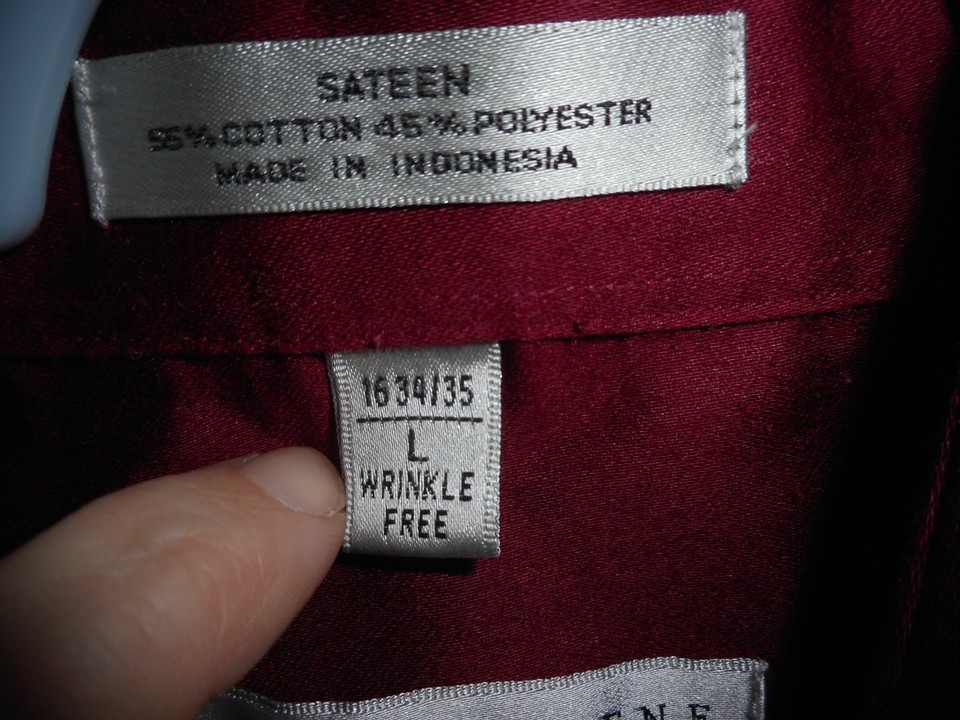 SATEEN
55% COTTON 45% POLYESTER
MADE IN INDONESIA
16 34/35
L
WRINKLE
FREE